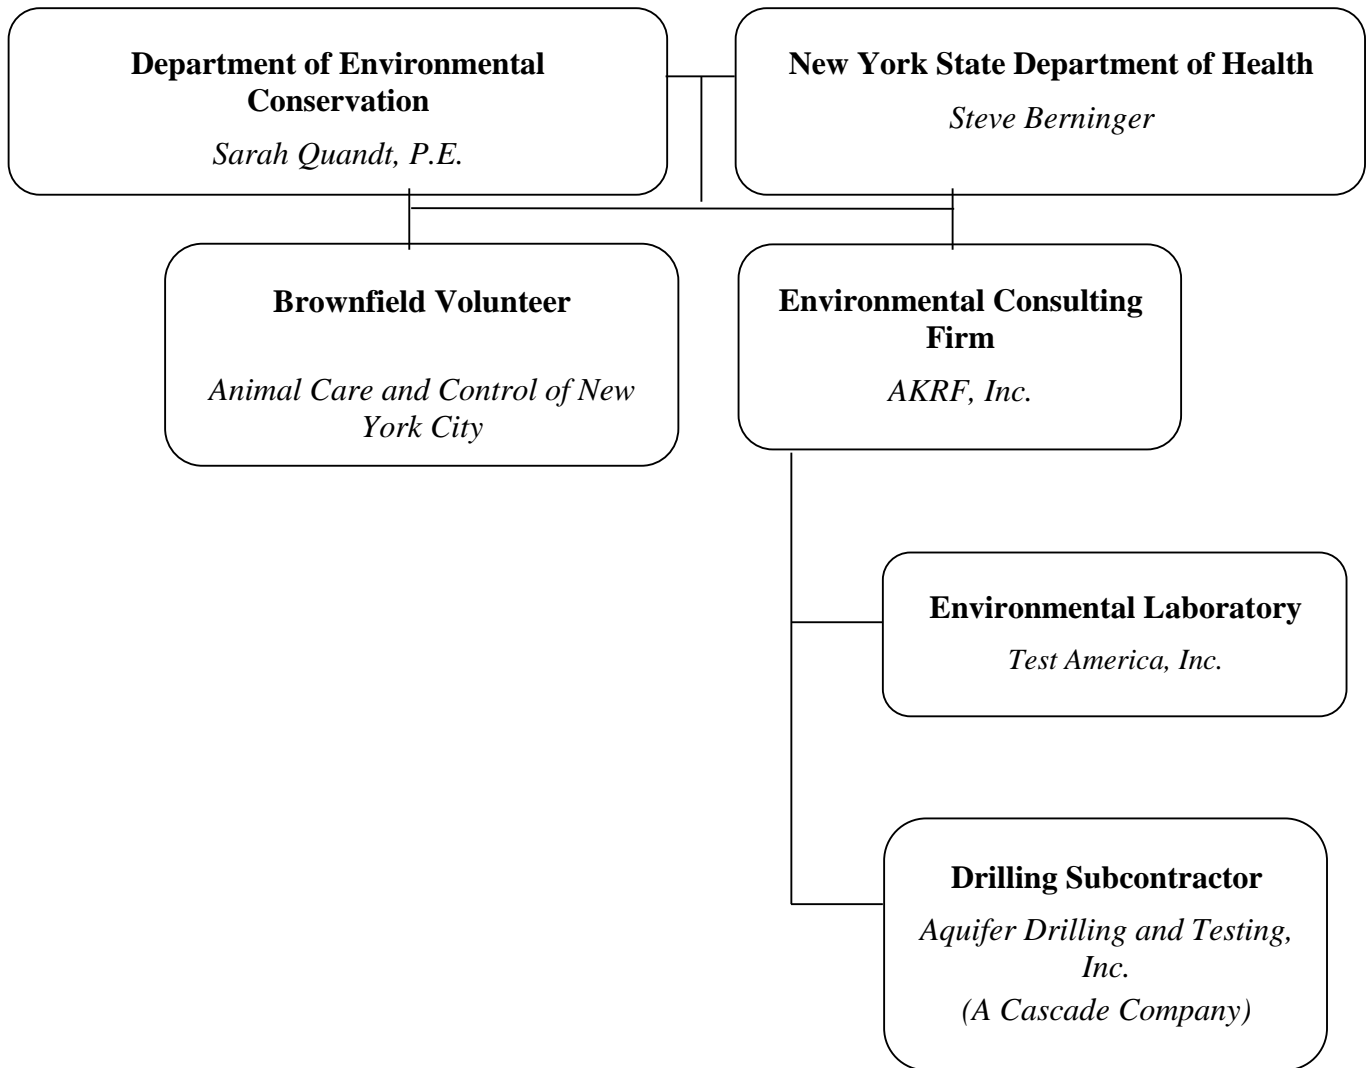 Department of Environmental
Conservation
Sarah Quandt, P.E.
New York State Department of Health
Steve Berninger
Brownfield Volunteer
Animal Care and Control of New
York City
Environmental Consulting
Firm
AKRF, Inc.
Environmental Laboratory
Test America, Inc.
Drilling Subcontractor
Aquifer Drilling and Testing,
Inc.
(A Cascade Company)